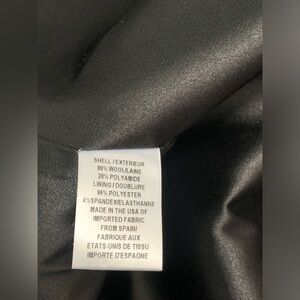 SHELL / EXTERIEUR
80% WOOL/LAINE
20% POLYAMIDE
LINING / DOUBLURE
96% POLYESTER
4%SPANDEX/ELASTHANNE
MADE IN THE USA OF
IMPORTED FABRIC
FROM SPAIN
FABRIQUE AUX
ETATS-UNIS DE TISSU
IMPORTE D'ESPAGNE